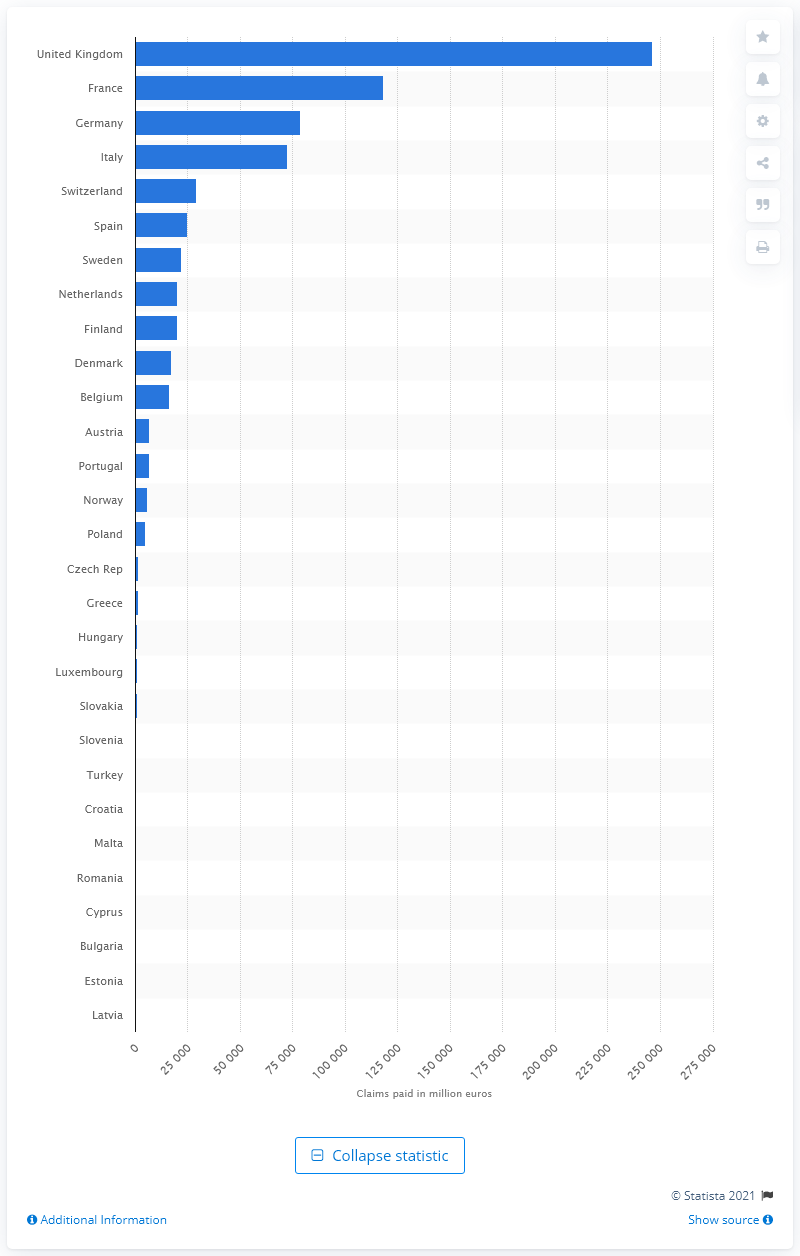 United Kingdom
France
Germany
Italy
Switzerland
Spain
Sweden
Netherlands
Finland
Denmark
Belgium
Austria
Portugal
Norway
Poland
Czech Rep
Greece
Hungary
Luxembourg
Slovakia
Slovenia
Turkey
Croatia
Malta
Romania
Cyprus
Bulgaria
Estonia
Latvia
0 25 000 50 000 75 000 100 000 125 000 150 000 175 000 200 000 225 000 250 000 275 000
Claims paid in million euros
Collapse statistic
© Statista 2021
Additional Information Show source